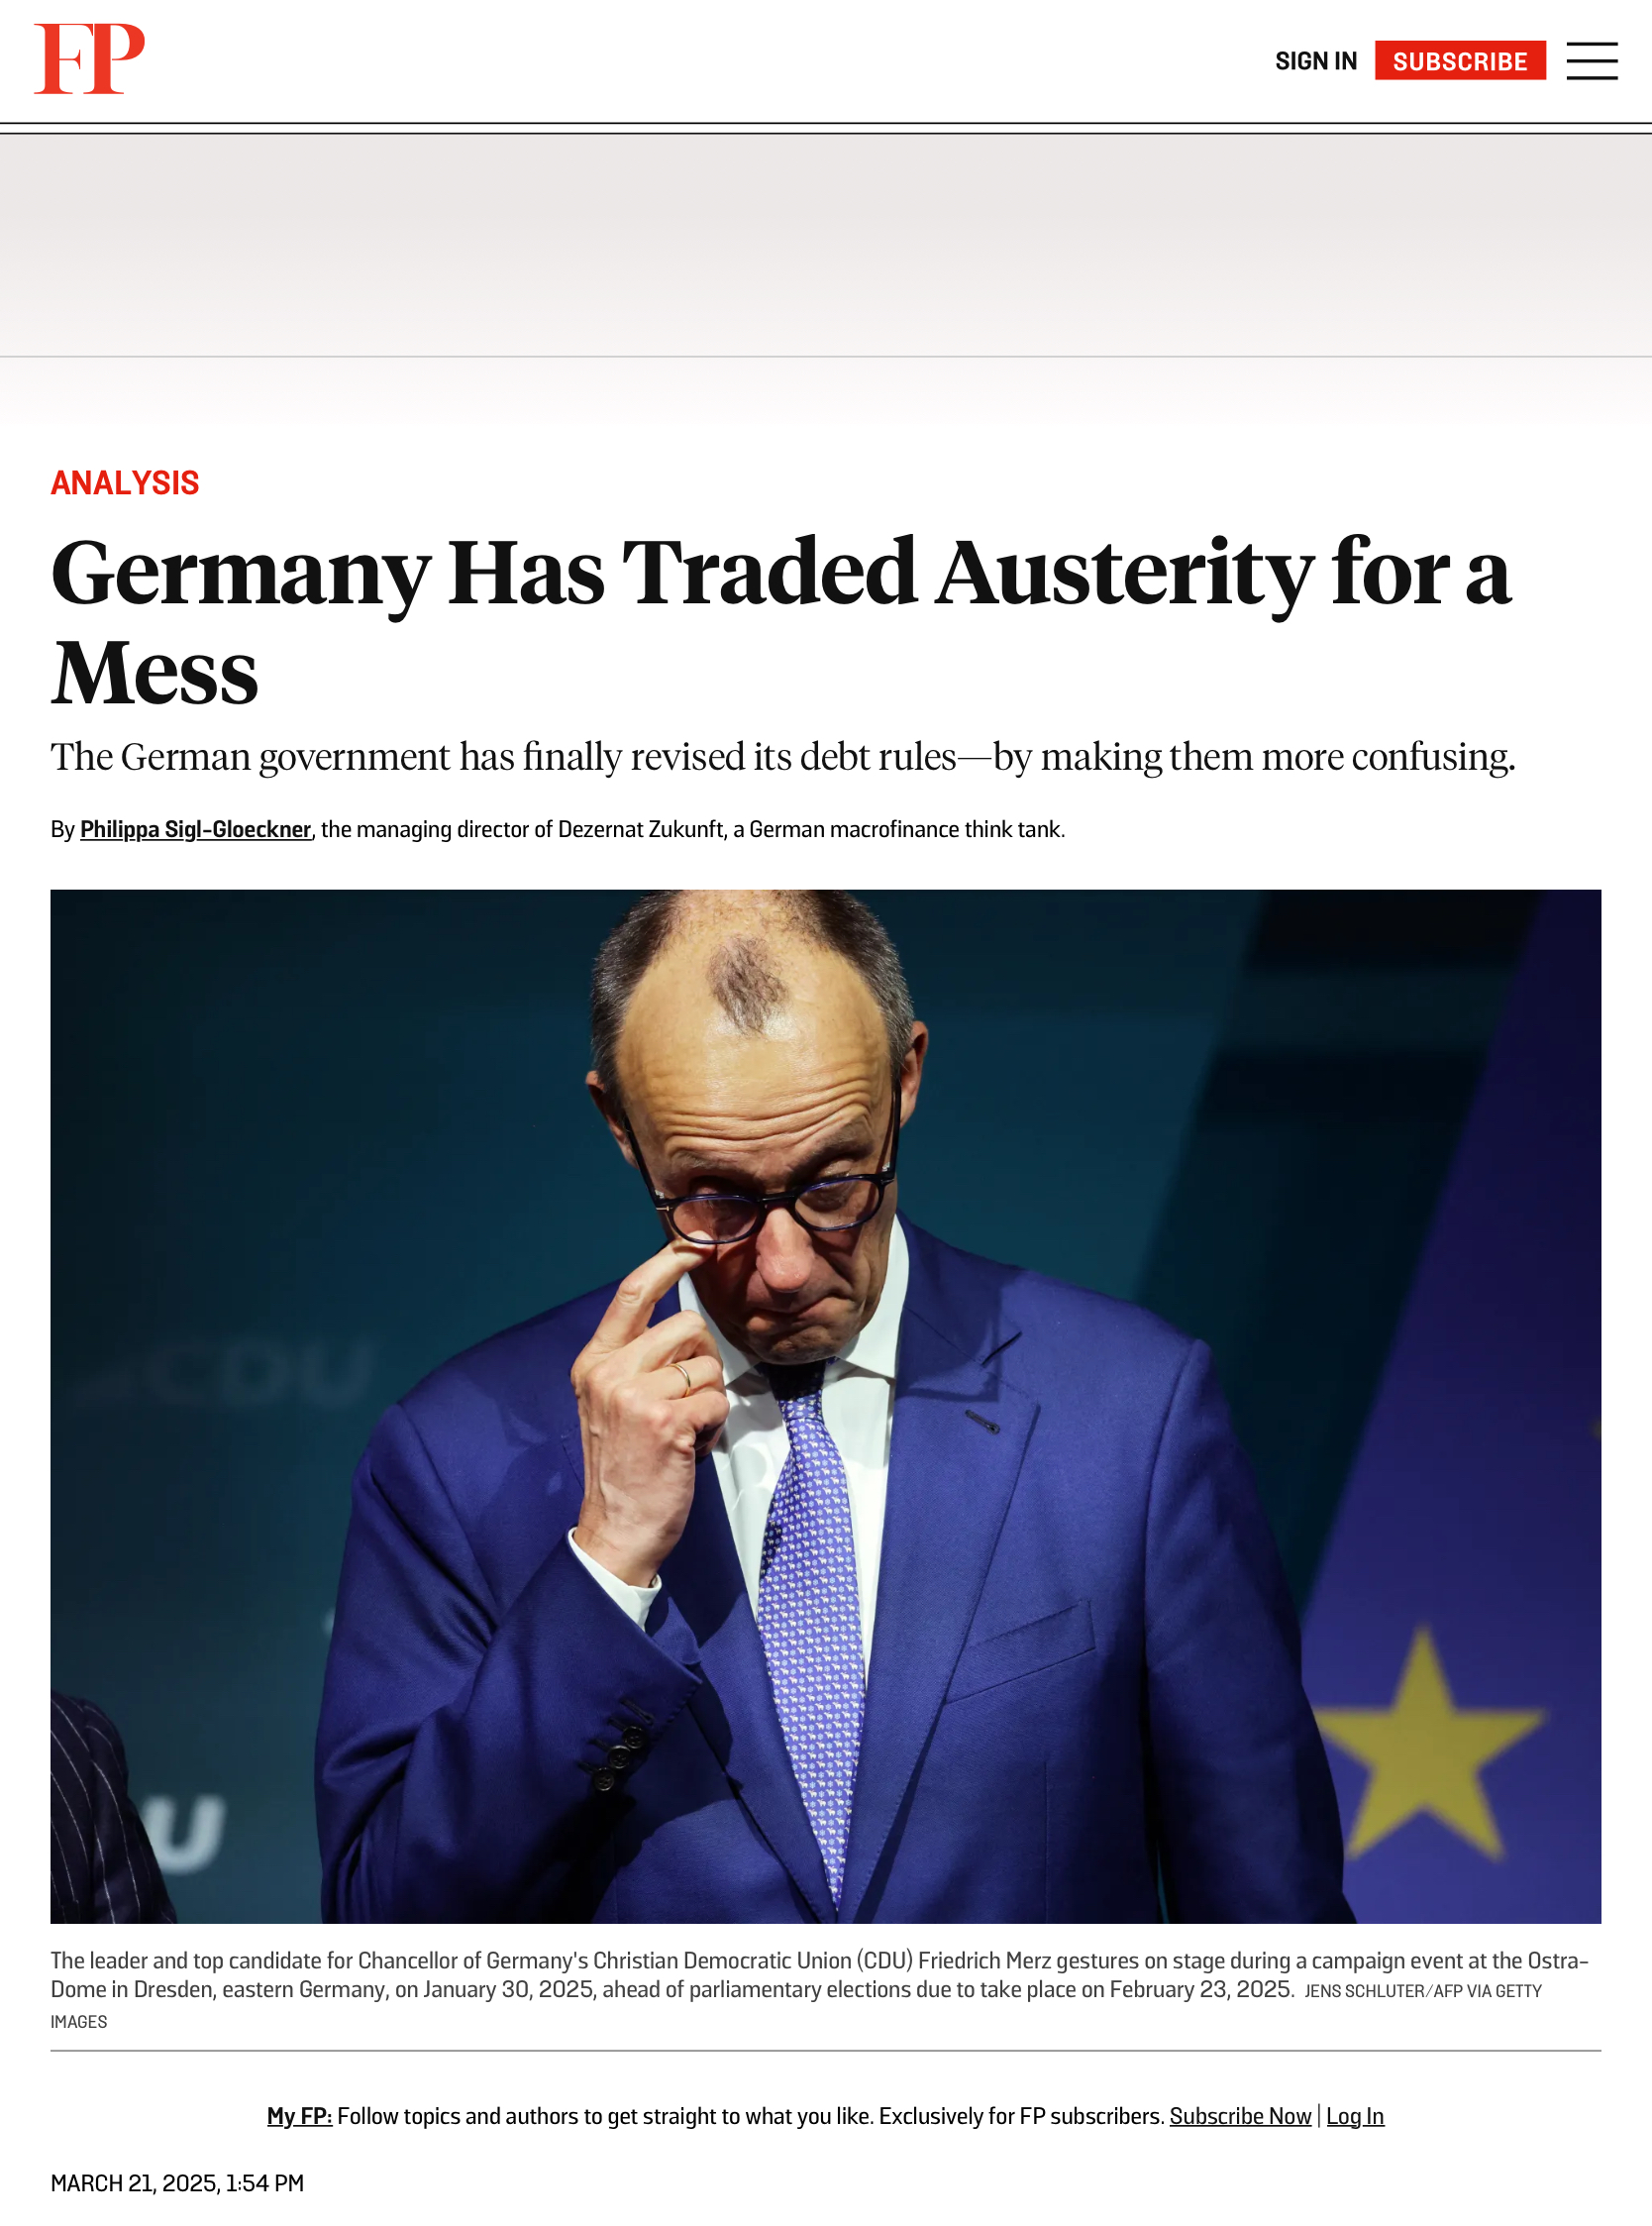 FP
SIGN IN
SUBSCRIBE
ANALYSIS
Germany Has Traded Austerity for a
Mess
The German government has finally revised its debt rules—by making them more confusing.
By Philippa Sigl-Gloeckner, the managing director of Dezernat Zukunft, a German macrofinance think tank.
CDU
U
The leader and top candidate for Chancellor of Germany's Christian Democratic Union (CDU) Friedrich Merz gestures on stage during a campaign event at the Ostra-
Dome in Dresden, eastern Germany, on January 30, 2025, ahead of parliamentary elections due to take place on February 23, 2025. JENS SCHLUTER/AFP VIA GETTY
IMAGES
My FP: Follow topics and authors to get straight to what you like. Exclusively for FP subscribers. Subscribe Now | Log In
MARCH 21, 2025, 1:54 PM